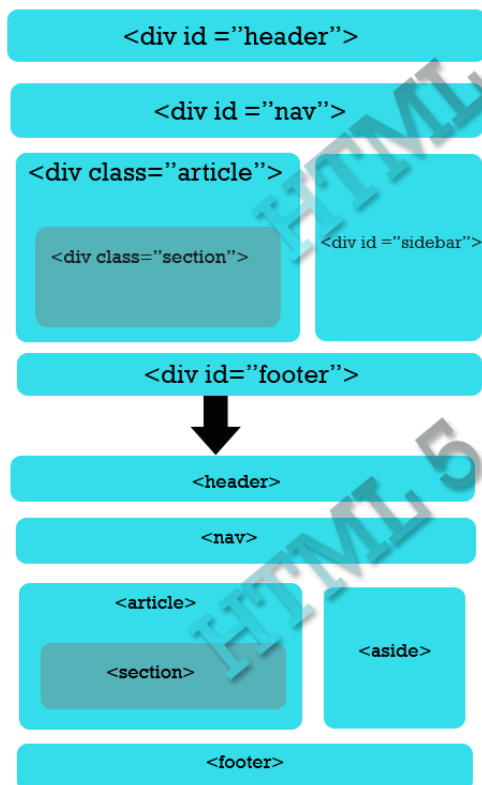 <div id =”header”>
<div id =”nav”>
<div class=”article”>
<div class=”section”>
<div id =”sidebar”>
<div id=”footer”>
HTML
<header>
<nav>
<article>
<section>
<aside>
<footer>
HTML 5